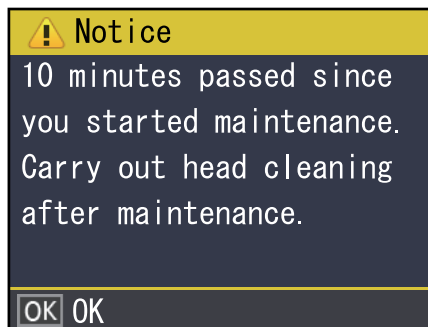 Notice
10 minutes passed since
you started maintenance.
Carry out head cleaning
after maintenance.
OK OK